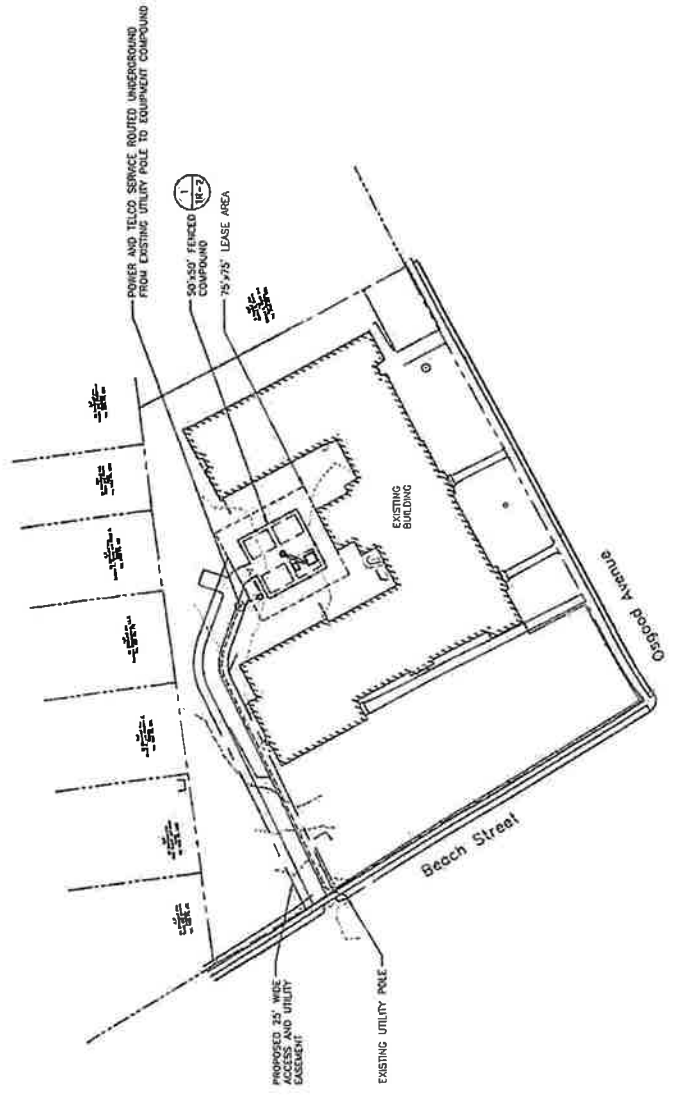 POWER AND TELCO SERVICE ROUTED UNDERGROUND
FROM EXISTING UTILITY POLE TO EQUIPMENT COMPOUND
50'x50' FENCED
COMPOUND
1
TR-2
75'x75' LEASE AREA
EXISTING
BUILDING
Osgood Avenue
Beach Street
PROPOSED 25' WIDE
ACCESS AND UTILITY
EASEMENT
EXISTING UTILITY POLE